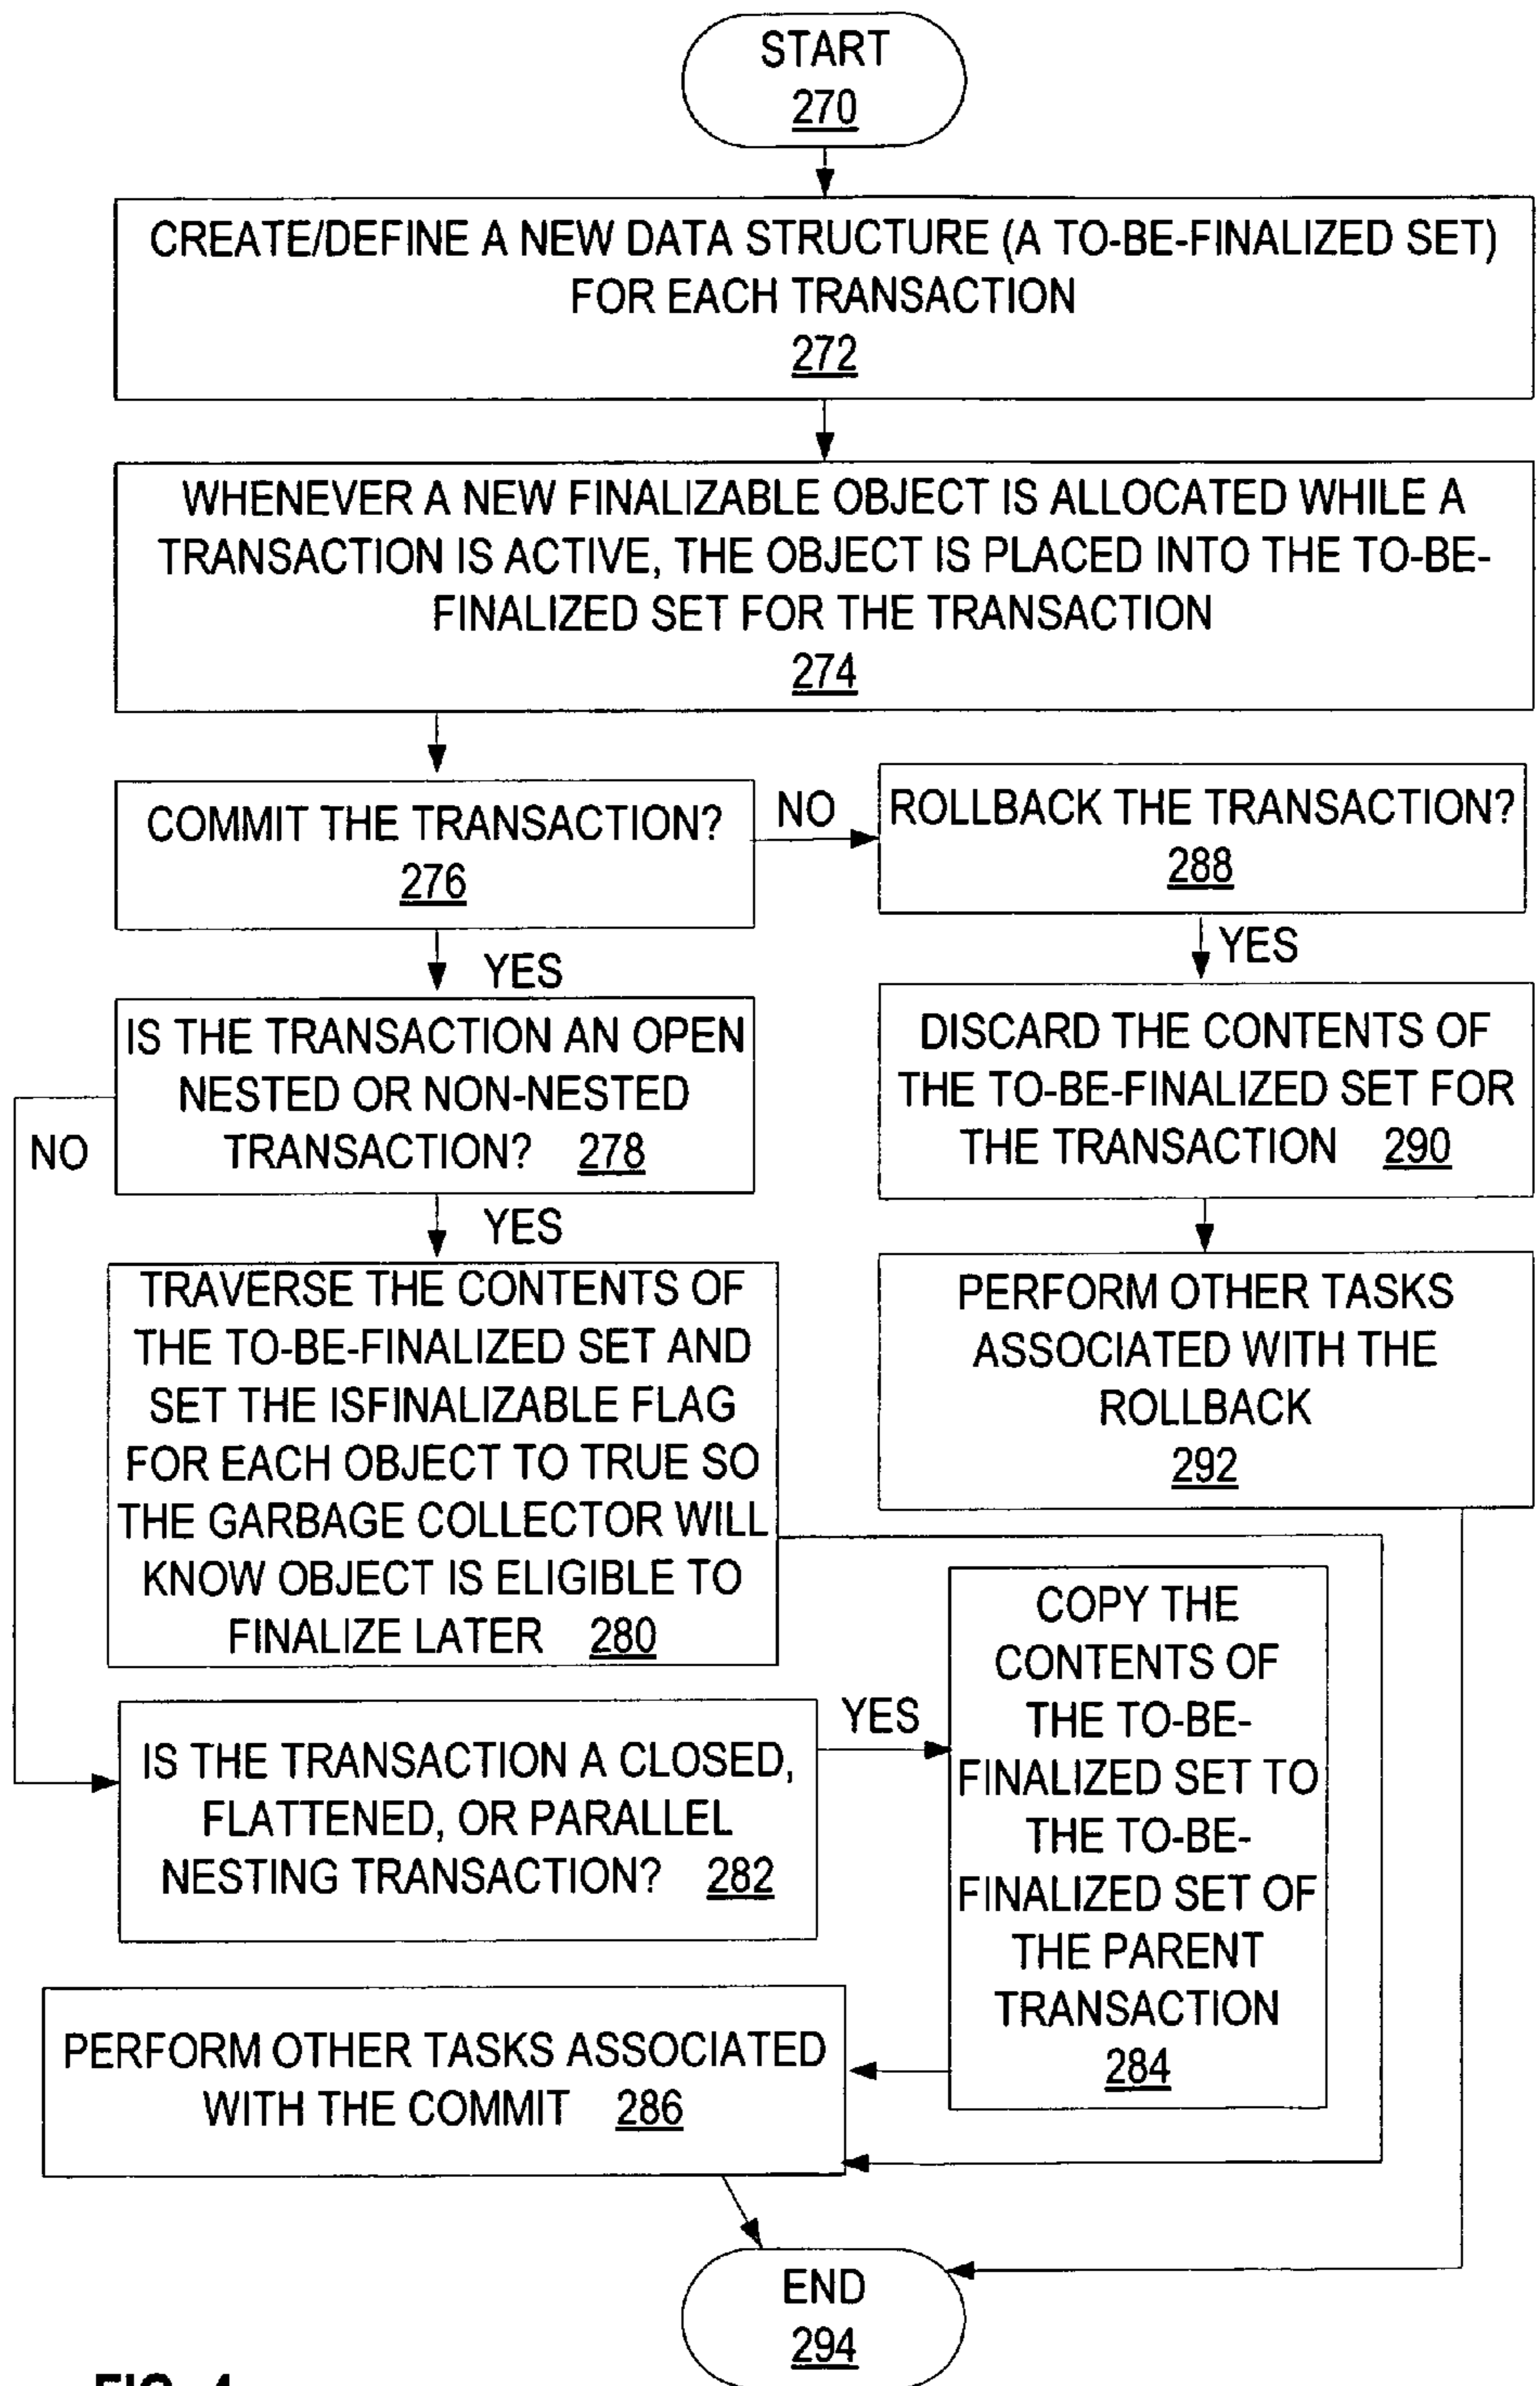 START
270
CREATE/DEFINE A NEW DATA STRUCTURE (A TO-BE-FINALIZED SET)
FOR EACH TRANSACTION
272
WHENEVER A NEW FINALIZABLE OBJECT IS ALLOCATED WHILE A
TRANSACTION IS ACTIVE, THE OBJECT IS PLACED INTO THE TO-BE-
FINALIZED SET FOR THE TRANSACTION
274
COMMIT THE TRANSACTION?
276
NO
ROLLBACK THE TRANSACTION?
288
YES
YES
IS THE TRANSACTION AN OPEN
NESTED OR NON-NESTED
TRANSACTION? 278
NO
DISCARD THE CONTENTS OF
THE TO-BE-FINALIZED SET FOR
THE TRANSACTION 290
YES
TRAVERSE THE CONTENTS OF
THE TO-BE-FINALIZED SET AND
SET THE ISFINALIZABLE FLAG
FOR EACH OBJECT TO TRUE SO
THE GARBAGE COLLECTOR WILL
KNOW OBJECT IS ELIGIBLE TO
FINALIZE LATER 280
PERFORM OTHER TASKS
ASSOCIATED WITH THE
ROLLBACK
292
IS THE TRANSACTION A CLOSED,
FLATTENED, OR PARALLEL
NESTING TRANSACTION? 282
YES
COPY THE
CONTENTS OF
THE TO-BE-
FINALIZED SET TO
THE TO-BE-
FINALIZED SET OF
THE PARENT
TRANSACTION
284
PERFORM OTHER TASKS ASSOCIATED
WITH THE COMMIT 286
END
294
FIG. 4